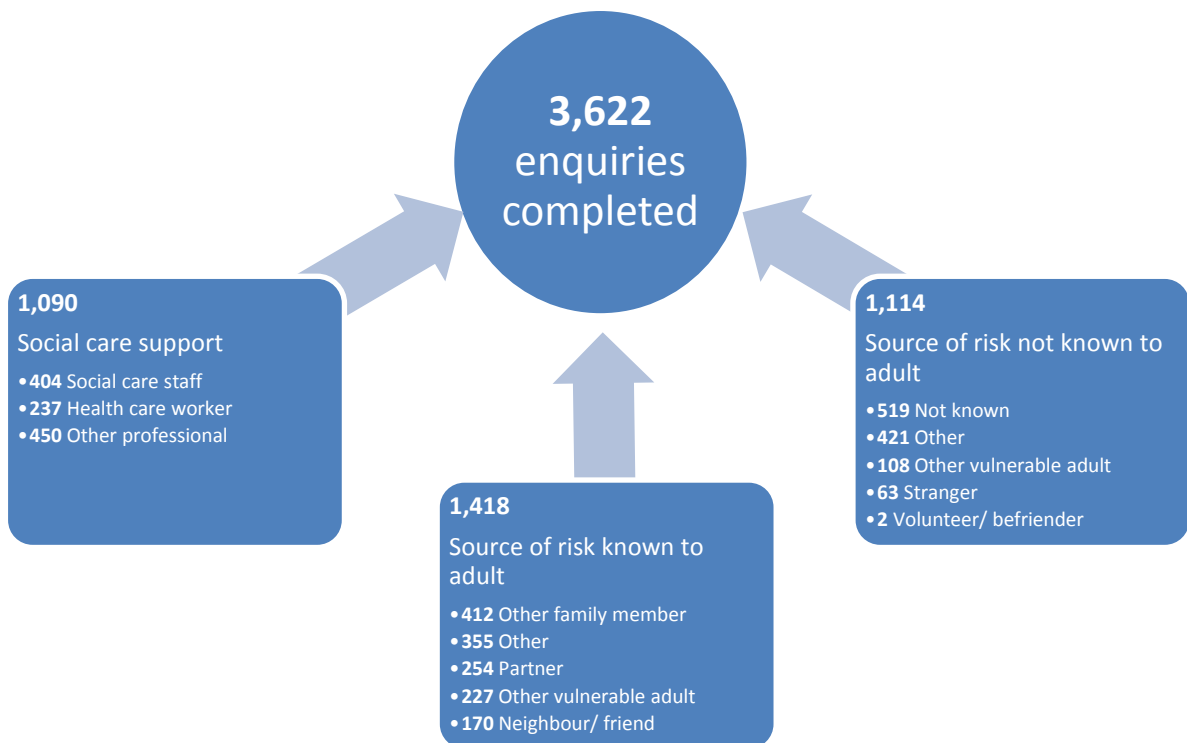 3,622
enquiries
completed
1,090
Social care support
•404 Social care staff
•237 Health care worker
•450 Other professional
1,418
Source of risk known to
adult
•412 Other family member
•355 Other
•254 Partner
•227 Other vulnerable adult
•170 Neighbour/ friend
1,114
Source of risk not known to
adult
•519 Not known
•421 Other
•108 Other vulnerable adult
•63 Stranger
•2 Volunteer/ befriender